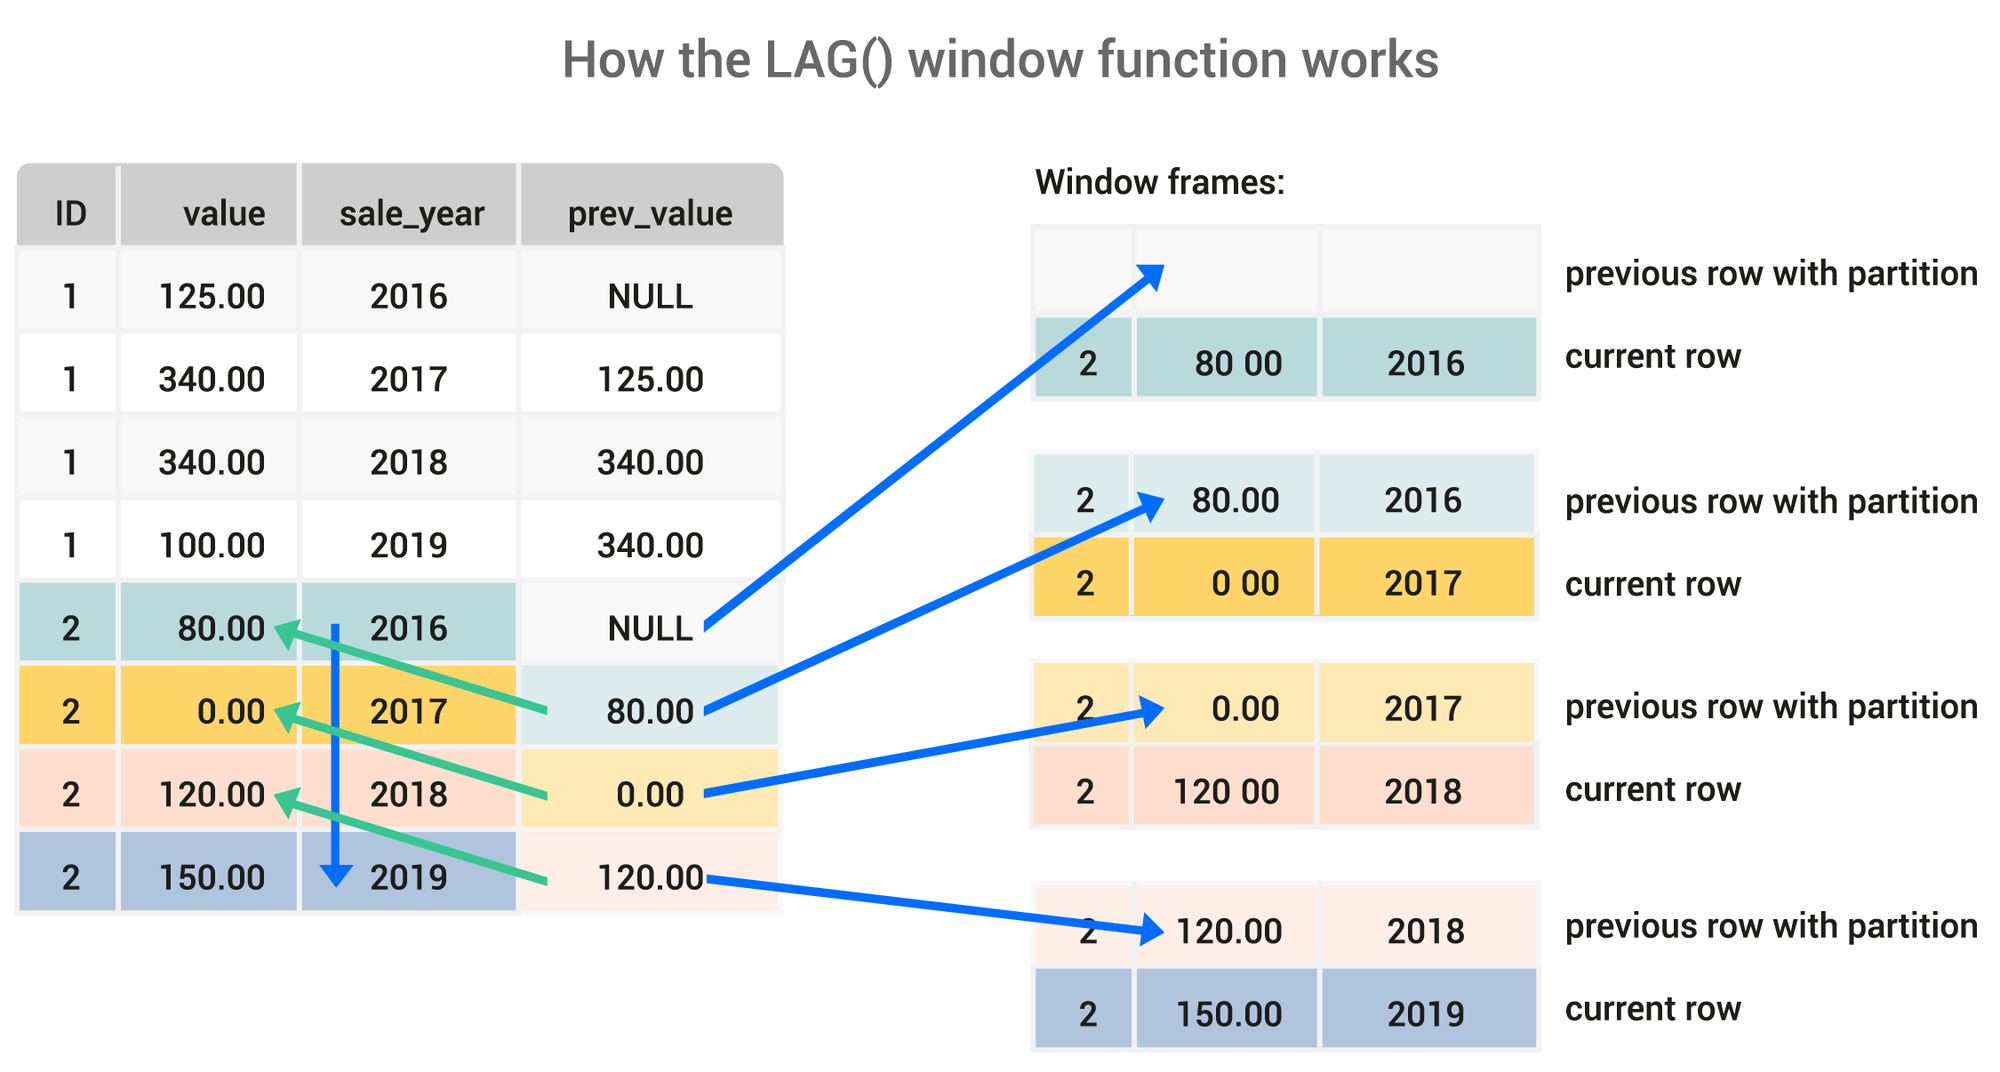 How the LAG() window function works
ID value sale_year prev_value
1 125.00 2016 NULL
1 340.00 2017 125.00
1 340.00 2018 340.00
1 100.00 2019 340.00
2 80.00 2016 NULL
2 0.00 2017 80.00
2 120.00 2018 0.00
2 150.00 2019 120.00
Window frames:
previous row with partition
2 80 00 2016 current row
2 80.00 2016 previous row with partition
2 0 00 2017 current row
2 0.00 2017 previous row with partition
2 120 00 2018 current row
2 120.00 2018 previous row with partition
2 150.00 2019 current row